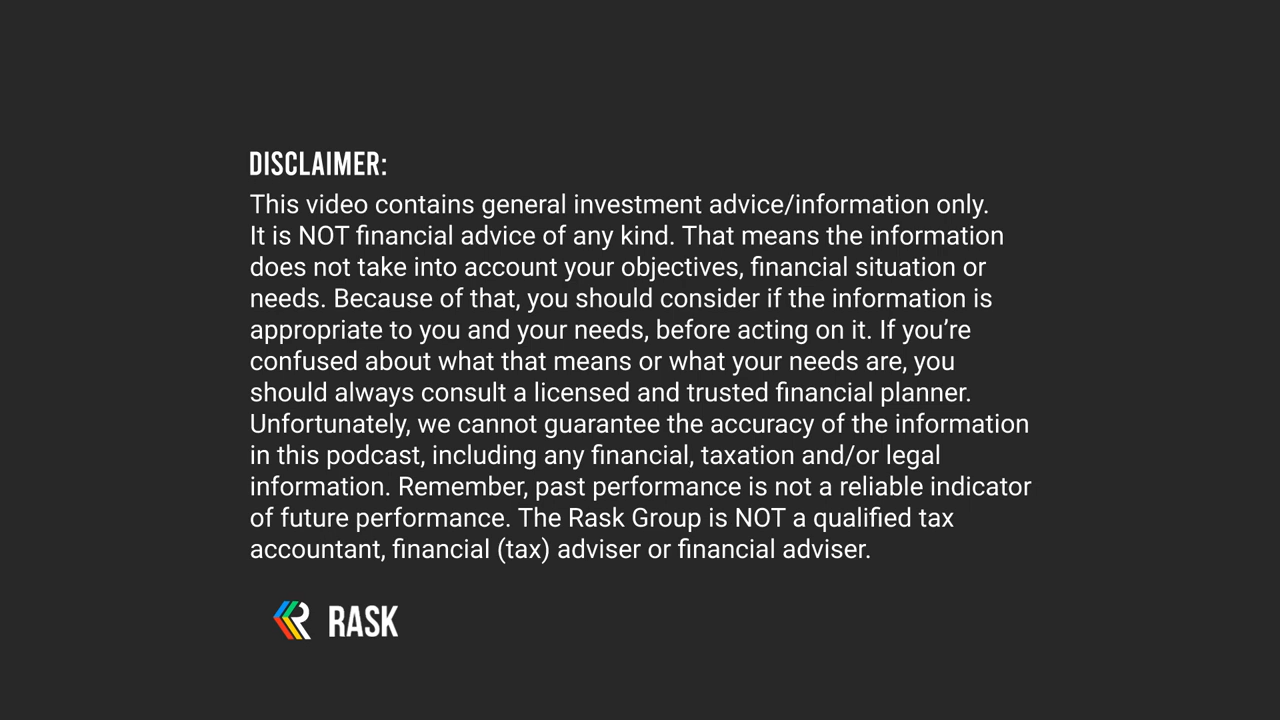 DISCLAIMER:
This video contains general investment advice/information only.
It is NOT financial advice of any kind. That means the information
does not take into account your objectives, financial situation or
needs. Because of that, you should consider if the information is
appropriate to you and your needs, before acting on it. If you’re
confused about what that means or what your needs are, you
should always consult a licensed and trusted financial planner.
Unfortunately, we cannot guarantee the accuracy of the information
in this podcast, including any financial, taxation and/or legal
information. Remember, past performance is not a reliable indicator
of future performance. The Rask Group is NOT a qualified tax
accountant, financial (tax) adviser or financial adviser.
RASK